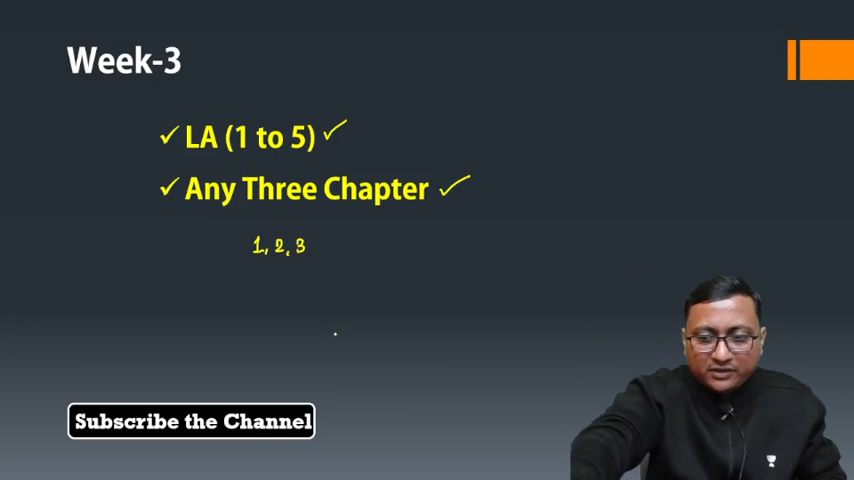 Week-3
✓ LA (1 to 5) ✓
✓ Any Three Chapter ✓
1, 2, 3
Subscribe the Channel